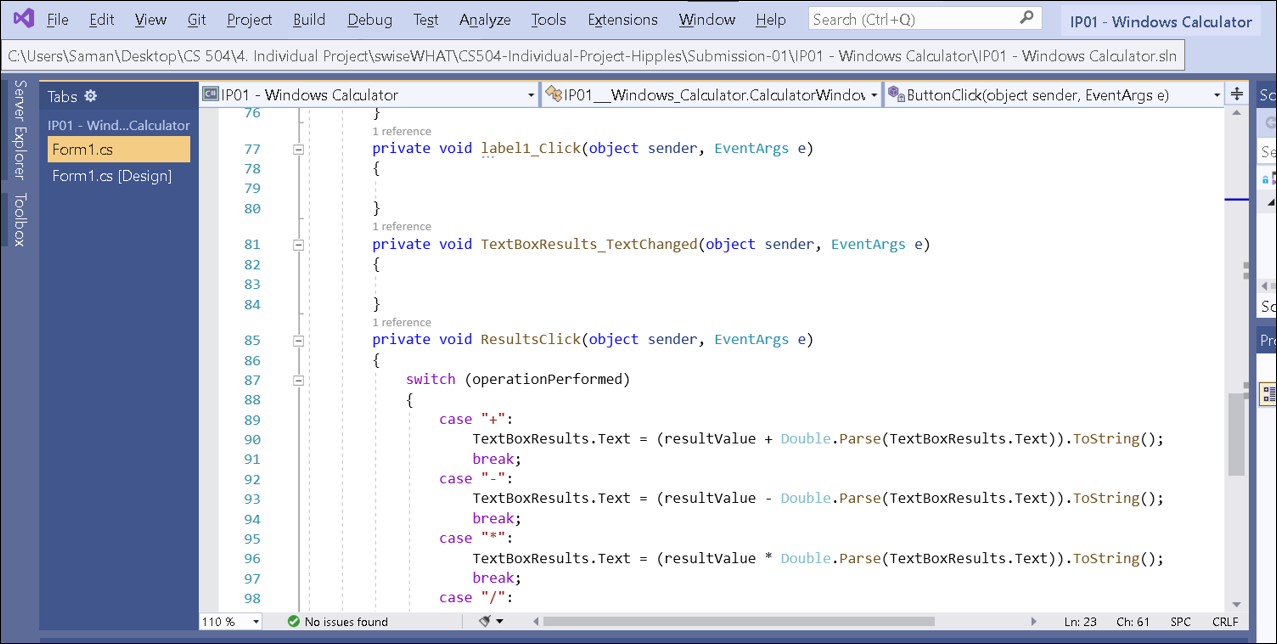 File Edit View Git Project Build Debug Test Analyze Tools Extensions Window Help Search (Ctrl+Q) IP01 - Windows Calculator
C:\Users\Saman\Desktop\CS 504\4. Individual Project\swiseWHAT\CS504-Individual-Project-Hipples\Submission-01\IP01 - Windows Calculator\IP01 - Windows Calculator.sln
Server Explorer
Toolbox
Tabs
IP01 - Wind...Calculator
Form1.cs
Form1.cs [Design]
IP01 - Windows Calculator IP01__Windows_Calculator.CalculatorWindow ButtonClick(object sender, EventArgs e)
76 }
1 reference
77 private void label1_Click(object sender, EventArgs e)
78 {
79
80 }
1 reference
81 private void TextBoxResults_TextChanged(object sender, EventArgs e)
82 {
83
84 }
1 reference
85 private void ResultsClick(object sender, EventArgs e)
86 {
87 switch (operationPerformed)
88 {
89 case "+":
90 TextBoxResults.Text = (resultValue + Double.Parse(TextBoxResults.Text)).ToString();
91 break;
92 case "-":
93 TextBoxResults.Text = (resultValue - Double.Parse(TextBoxResults.Text)).ToString();
94 break;
95 case "*":
96 TextBoxResults.Text = (resultValue * Double.Parse(TextBoxResults.Text)).ToString();
97 break;
98 case "/":
110 % No issues found Ln: 23 Ch: 61 SPC CRLF